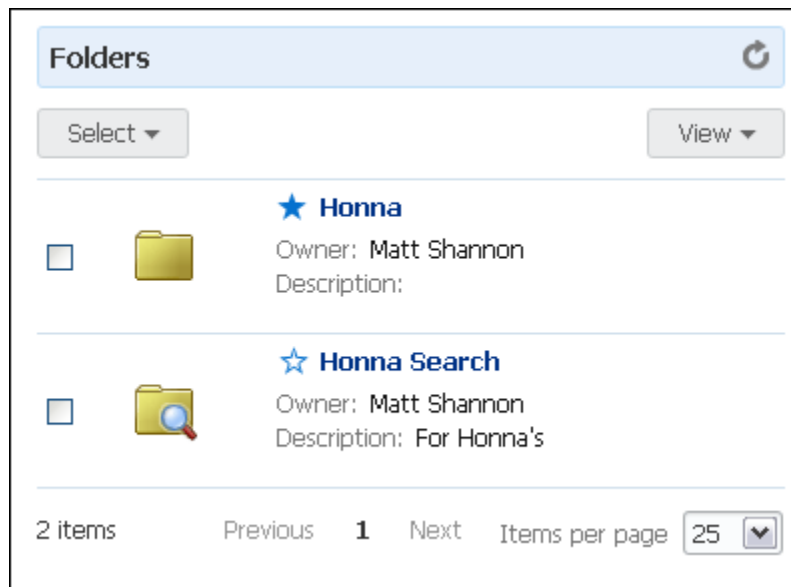 Folders
Select
View
Honna
Owner: Matt Shannon
Description:
Honna Search
Owner: Matt Shannon
Description: For Honna's
2 items Previous 1 Next Items per page 25